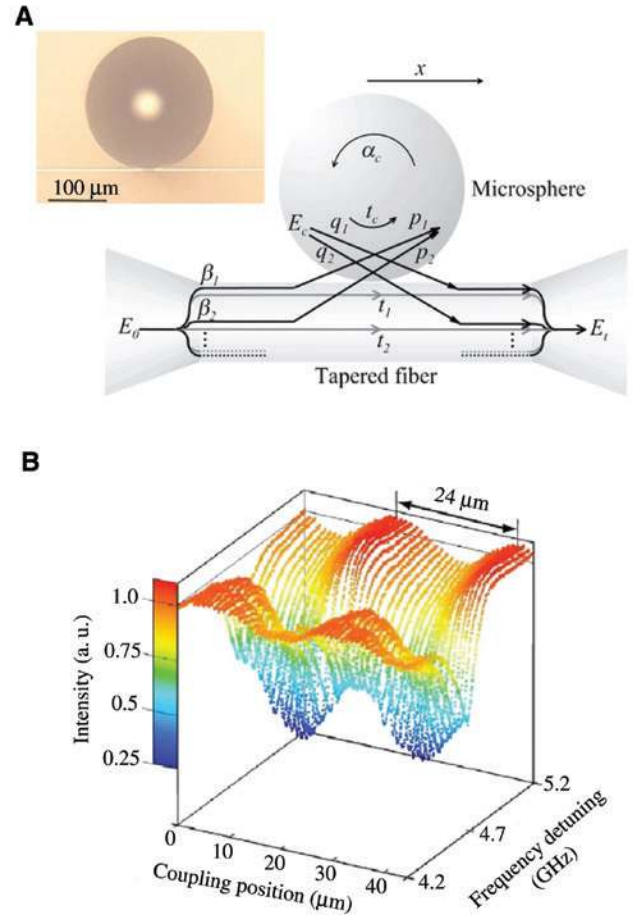 A
x
100 μm
α_c
Microsphere
E_c q_1 t_c p_1
q_2 p_2
β_1
β_2
t_1
E_0
E_t
t_2
Tapered fiber
B
24 μm
1.0
0.75
0.5
0.25
Intensity (a. u.)
0
10
20
30
40
Coupling position (μm)
4.2
4.7
5.2
Frequency detuning
(GHz)